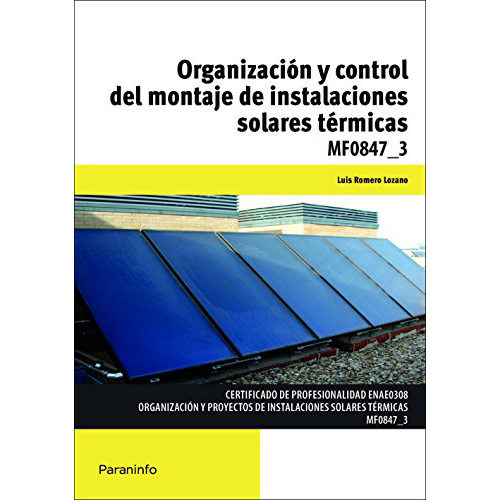 Organización y control
del montaje de instalaciones
solares térmicas
MF0847_3
Luis Romero Lozano
CERTIFICADO DE PROFESIONALIDAD ENAE0308
ORGANIZACIÓN Y PROYECTOS DE INSTALACIONES SOLARES TÉRMICAS
MF0847_3
Paraninfo